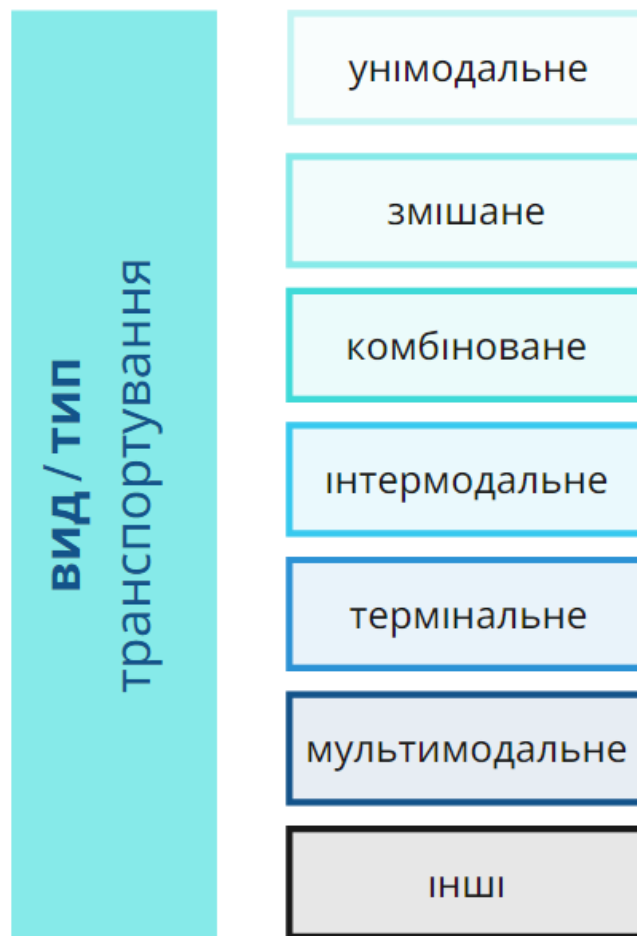 вид / тип
транспортування
унімодальне
змішане
комбіноване
інтермодальне
термінальне
мультимодальне
інші